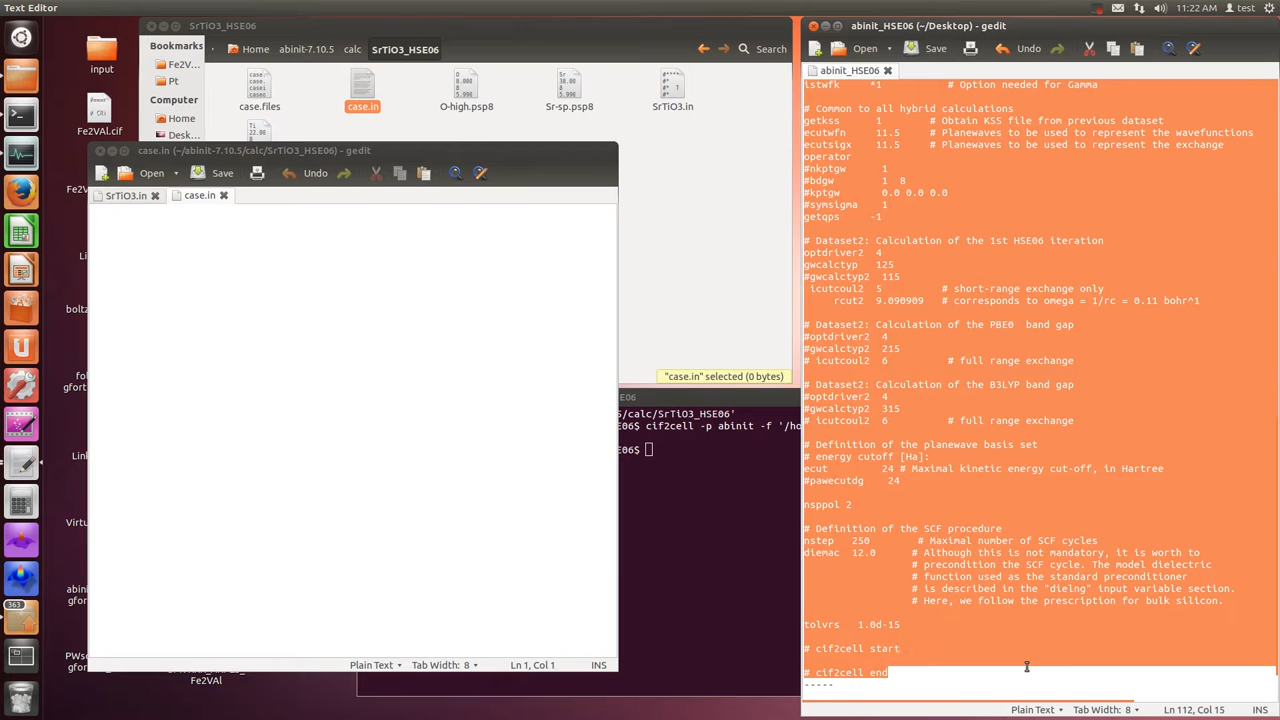 Text Editor
11:22 AM
test
SrTiO3_HSE06
Bookmarks
Home
abinit-7.10.5
calc
SrTiO3_HSE06
Search
Fe2V...
Pt
Computer
Home
Desk...
case.files
case.in
O-high.psp8
Sr-sp.psp8
SrTiO3.in
"case.in" selected (0 bytes)
input
Fe2VAl.cif
case.in (~/abinit-7.10.5/calc/SrTiO3_HSE06) - gedit
Open
Save
Undo
SrTiO3.in
case.in
Plain Text
Tab Width: 8
Ln 1, Col 1
INS
/calc/SrTiO3_HSE06'
E06$ cif2cell -p abinit -f '/ho
E06$
Fe2VAl
363
abinit_HSE06 (~/Desktop) - gedit
Open
Save
Undo
abinit_HSE06
istwfk *1 # Option needed for Gamma
# Common to all hybrid calculations
getkss 1 # Obtain KSS file from previous dataset
ecutwfn 11.5 # Planewaves to be used to represent the wavefunctions
ecutsigx 11.5 # Planewaves to be used to represent the exchange
operator
#nkptgw 1
#bdgw 1 8
#kptgw 0.0 0.0 0.0
#symsigma 1
getqps -1
# Dataset2: Calculation of the 1st HSE06 iteration
optdriver2 4
gwcalctyp 125
#gwcalctyp2 115
icutcoul2 5 # short-range exchange only
rcut2 9.090909 # corresponds to omega = 1/rc = 0.11 bohr^1
# Dataset2: Calculation of the PBE0 band gap
#optdriver2 4
#gwcalctyp2 215
# icutcoul2 6 # full range exchange
# Dataset2: Calculation of the B3LYP band gap
#optdriver2 4
#gwcalctyp2 315
# icutcoul2 6 # full range exchange
# Definition of the planewave basis set
# energy cutoff [Ha]:
ecut 24 # Maximal kinetic energy cut-off, in Hartree
#pawecutdg 24
nsppol 2
# Definition of the SCF procedure
nstep 250 # Maximal number of SCF cycles
diemac 12.0 # Although this is not mandatory, it is worth to
# precondition the SCF cycle. The model dielectric
# function used as the standard preconditioner
# is described in the "dielng" input variable section.
# Here, we follow the prescription for bulk silicon.
tolvrs 1.0d-15
# cif2cell start
# cif2cell end
-----
Plain Text
Tab Width: 8
Ln 112, Col 15
INS